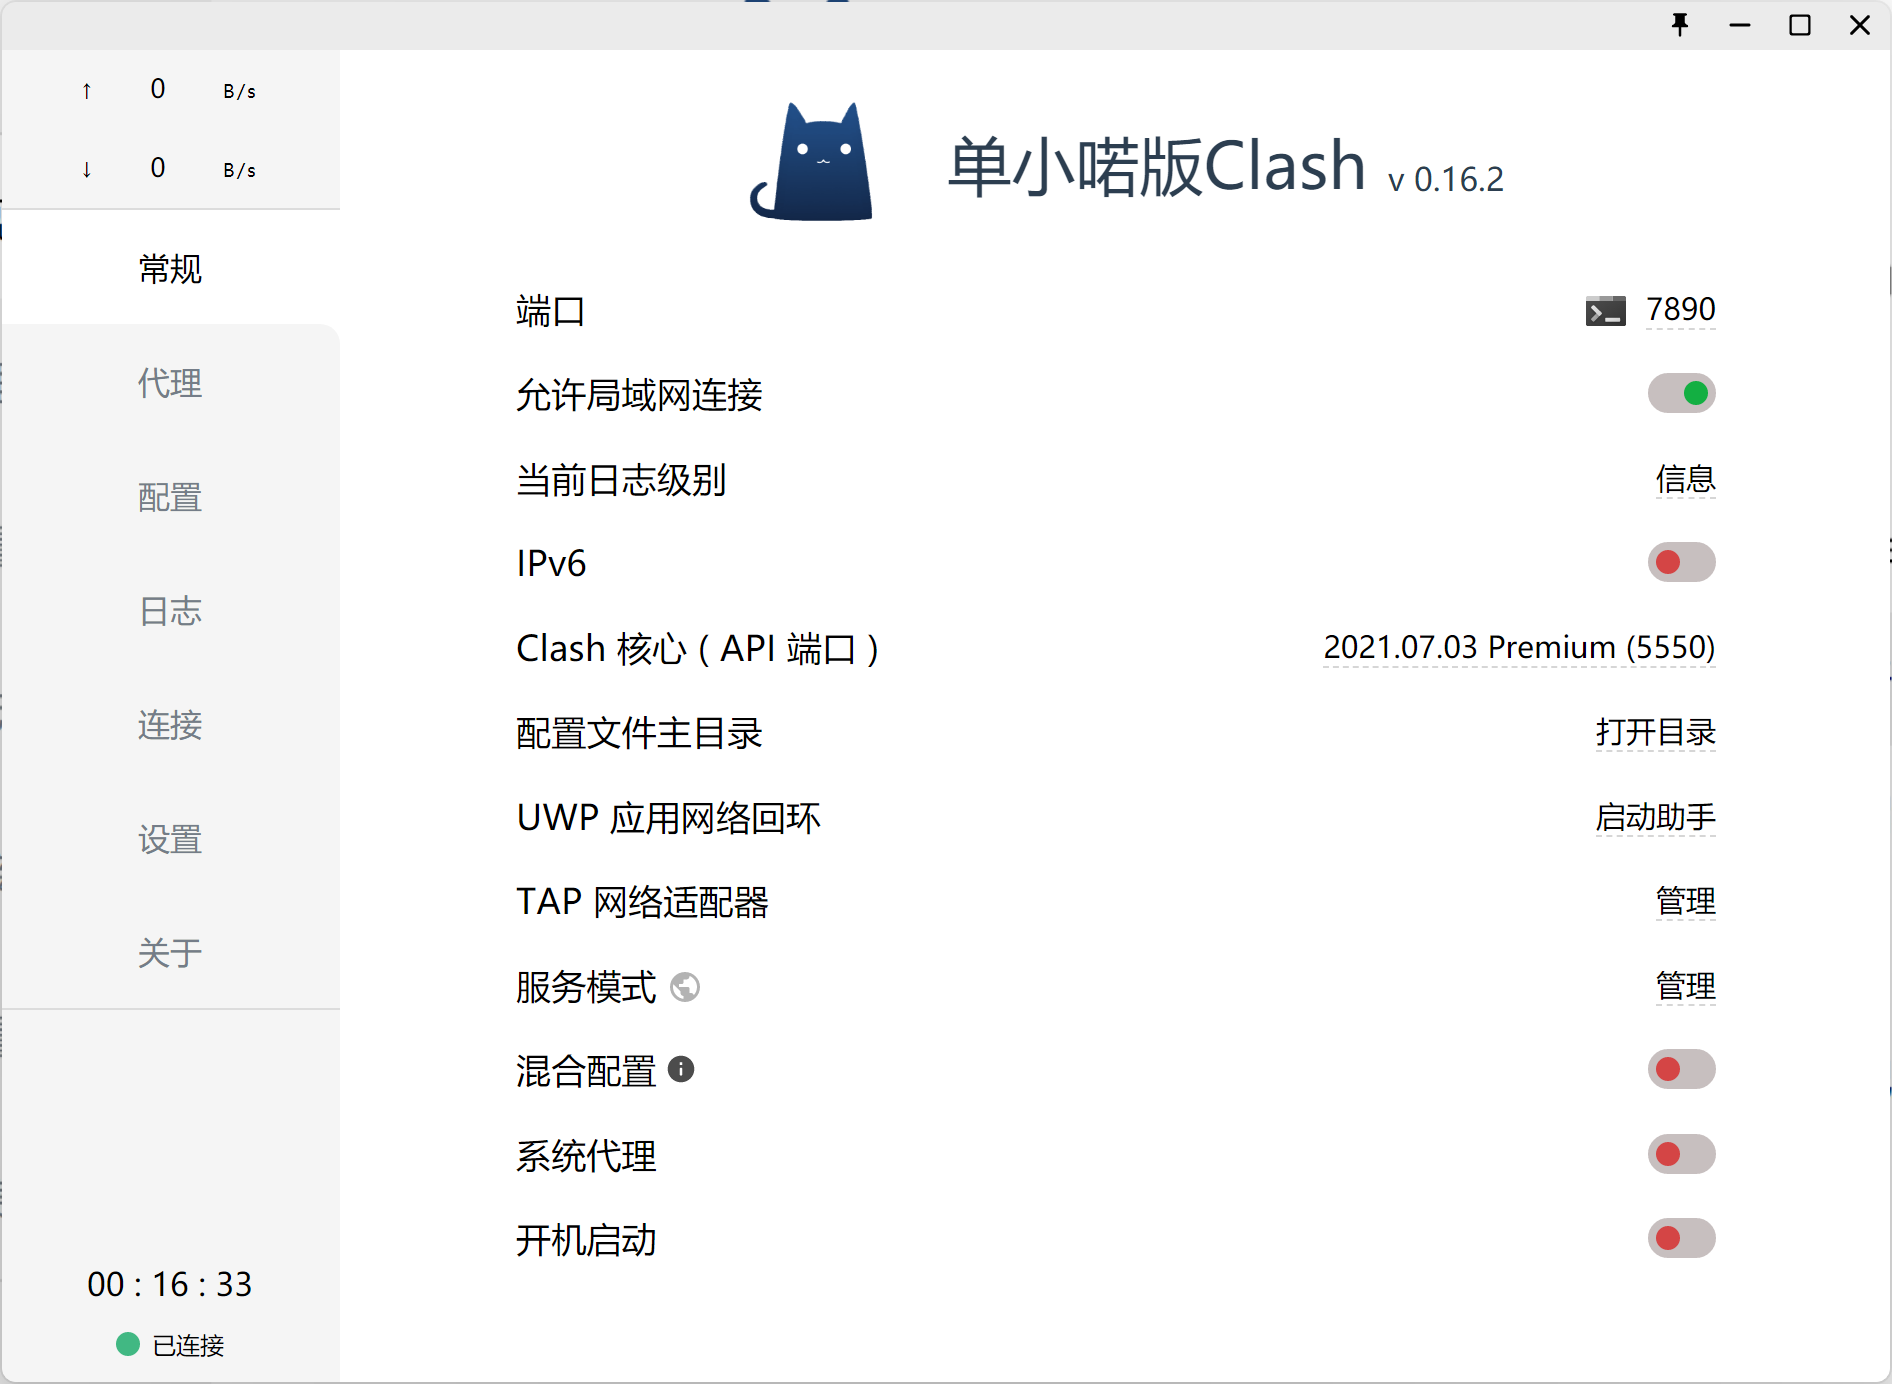 ↑ 0 B/s
↓ 0 B/s
常规
代理
配置
日志
连接
设置
关于
00 : 16 : 33
已连接
单小喏版Clash v 0.16.2
端口 7890
允许局域网连接
当前日志级别 信息
IPv6
Clash 核心 ( API 端口 ) 2021.07.03 Premium (5550)
配置文件主目录 打开目录
UWP 应用网络回环 启动助手
TAP 网络适配器 管理
服务模式 管理
混合配置
系统代理
开机启动